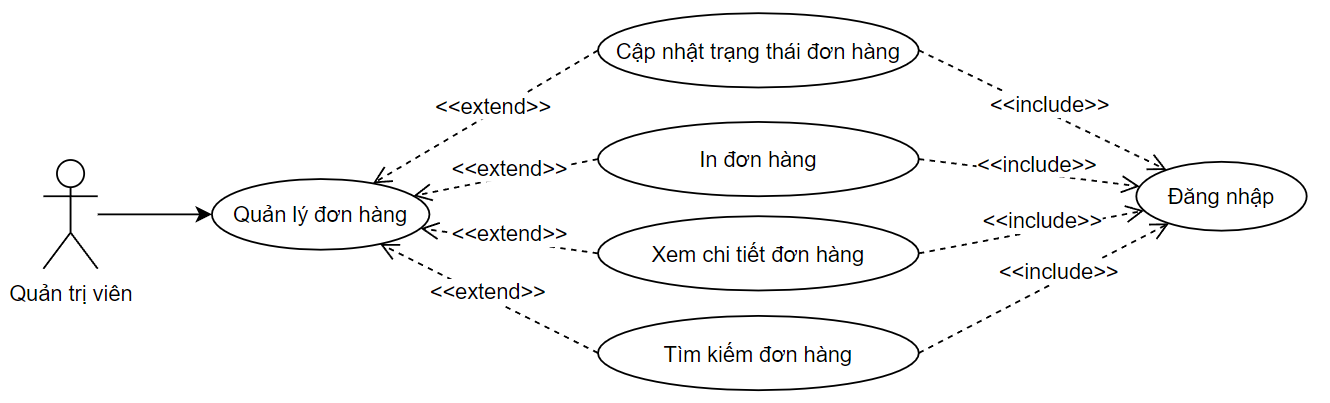 Cập nhật trạng thái đơn hàng
<<extend>>
<<include>>
In đơn hàng
<<extend>>
<<include>>
Quản lý đơn hàng
Đăng nhập
<<extend>>
<<include>>
Xem chi tiết đơn hàng
<<extend>>
<<include>>
Quản trị viên
Tìm kiếm đơn hàng